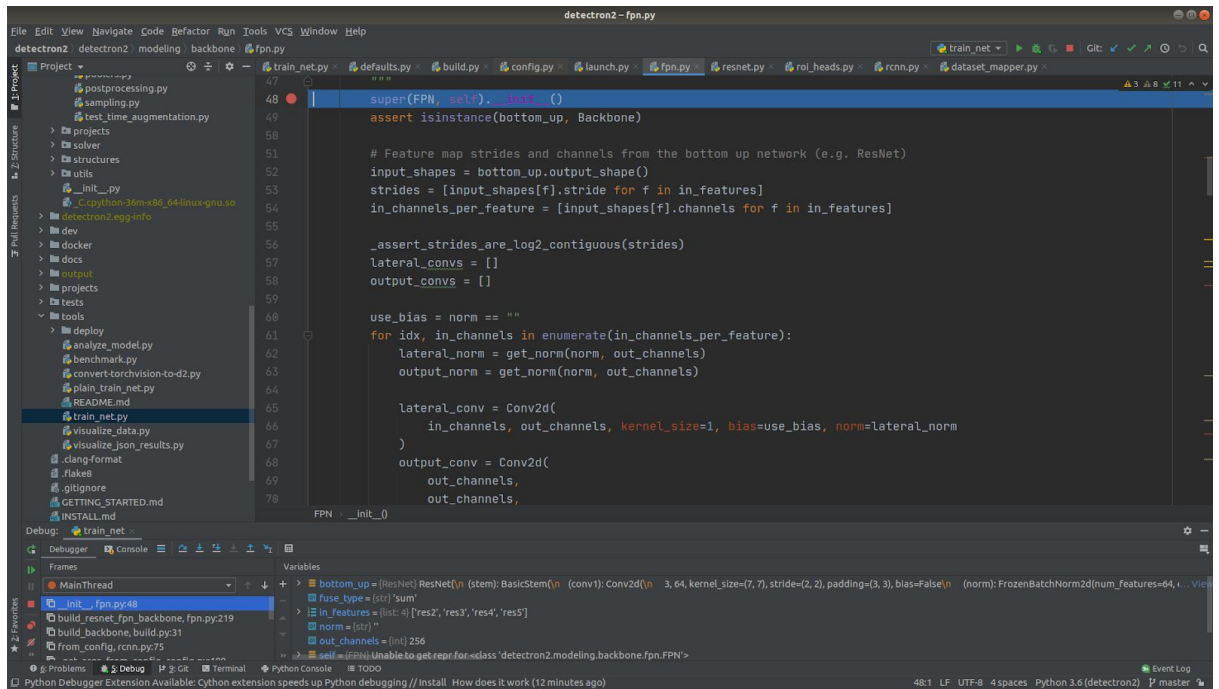 detectron2 – fpn.py
File Edit View Navigate Code Refactor Run Tools VCS Window Help
detectron2 detectron2 modeling backbone fpn.py
train_net
Git:
Project
train_net.py defaults.py build.py config.py launch.py fpn.py resnet.py roi_heads.py rcnn.py dataset_mapper.py
1: Project
Z: Structure
Pull Requests
2: Favorites
postprocessing.py
sampling.py
test_time_augmentation.py
projects
solver
structures
utils
__init__.py
_C.cpython-36m-x86_64-linux-gnu.so
detectron2.egg-info
dev
docker
docs
output
projects
tests
tools
deploy
analyze_model.py
benchmark.py
convert-torchvision-to-d2.py
plain_train_net.py
README.md
train_net.py
visualize_data.py
visualize_json_results.py
.clang-format
.flake8
.gitignore
GETTING_STARTED.md
INSTALL.md
3 8 11
47 """
48 super(FPN, self).__init__()
49 assert isinstance(bottom_up, Backbone)
50
51 # Feature map strides and channels from the bottom up network (e.g. ResNet)
52 input_shapes = bottom_up.output_shape()
53 strides = [input_shapes[f].stride for f in in_features]
54 in_channels_per_feature = [input_shapes[f].channels for f in in_features]
55
56 _assert_strides_are_log2_contiguous(strides)
57 lateral_convs = []
58 output_convs = []
59
60 use_bias = norm == ""
61 for idx, in_channels in enumerate(in_channels_per_feature):
62 lateral_norm = get_norm(norm, out_channels)
63 output_norm = get_norm(norm, out_channels)
64
65 lateral_conv = Conv2d(
66 in_channels, out_channels, kernel_size=1, bias=use_bias, norm=lateral_norm
67 )
68 output_conv = Conv2d(
69 out_channels,
70 out_channels,
FPN __init__()
Debug: train_net
Debugger Console
Frames
MainThread
__init__, fpn.py:48
build_resnet_fpn_backbone, fpn.py:219
build_backbone, build.py:31
from_config, rcnn.py:75
Variables
bottom_up = {ResNet} ResNet(\n (stem): BasicStem(\n (conv1): Conv2d(\n 3, 64, kernel_size=(7, 7), stride=(2, 2), padding=(3, 3), bias=False\n (norm): FrozenBatchNorm2d(num_features=64, ... View
fuse_type = {str} 'sum'
in_features = {list: 4} ['res2', 'res3', 'res4', 'res5']
norm = {str} ''
out_channels = {int} 256
self = {FPN} Unable to get repr for <class 'detectron2.modeling.backbone.fpn.FPN'>
6: Problems 5: Debug 9: Git Terminal Python Console TODO Event Log
Python Debugger Extension Available: Cython extension speeds up Python debugging // Install How does it work (12 minutes ago) 48:1 LF UTF-8 4 spaces Python 3.6 (detectron2) master